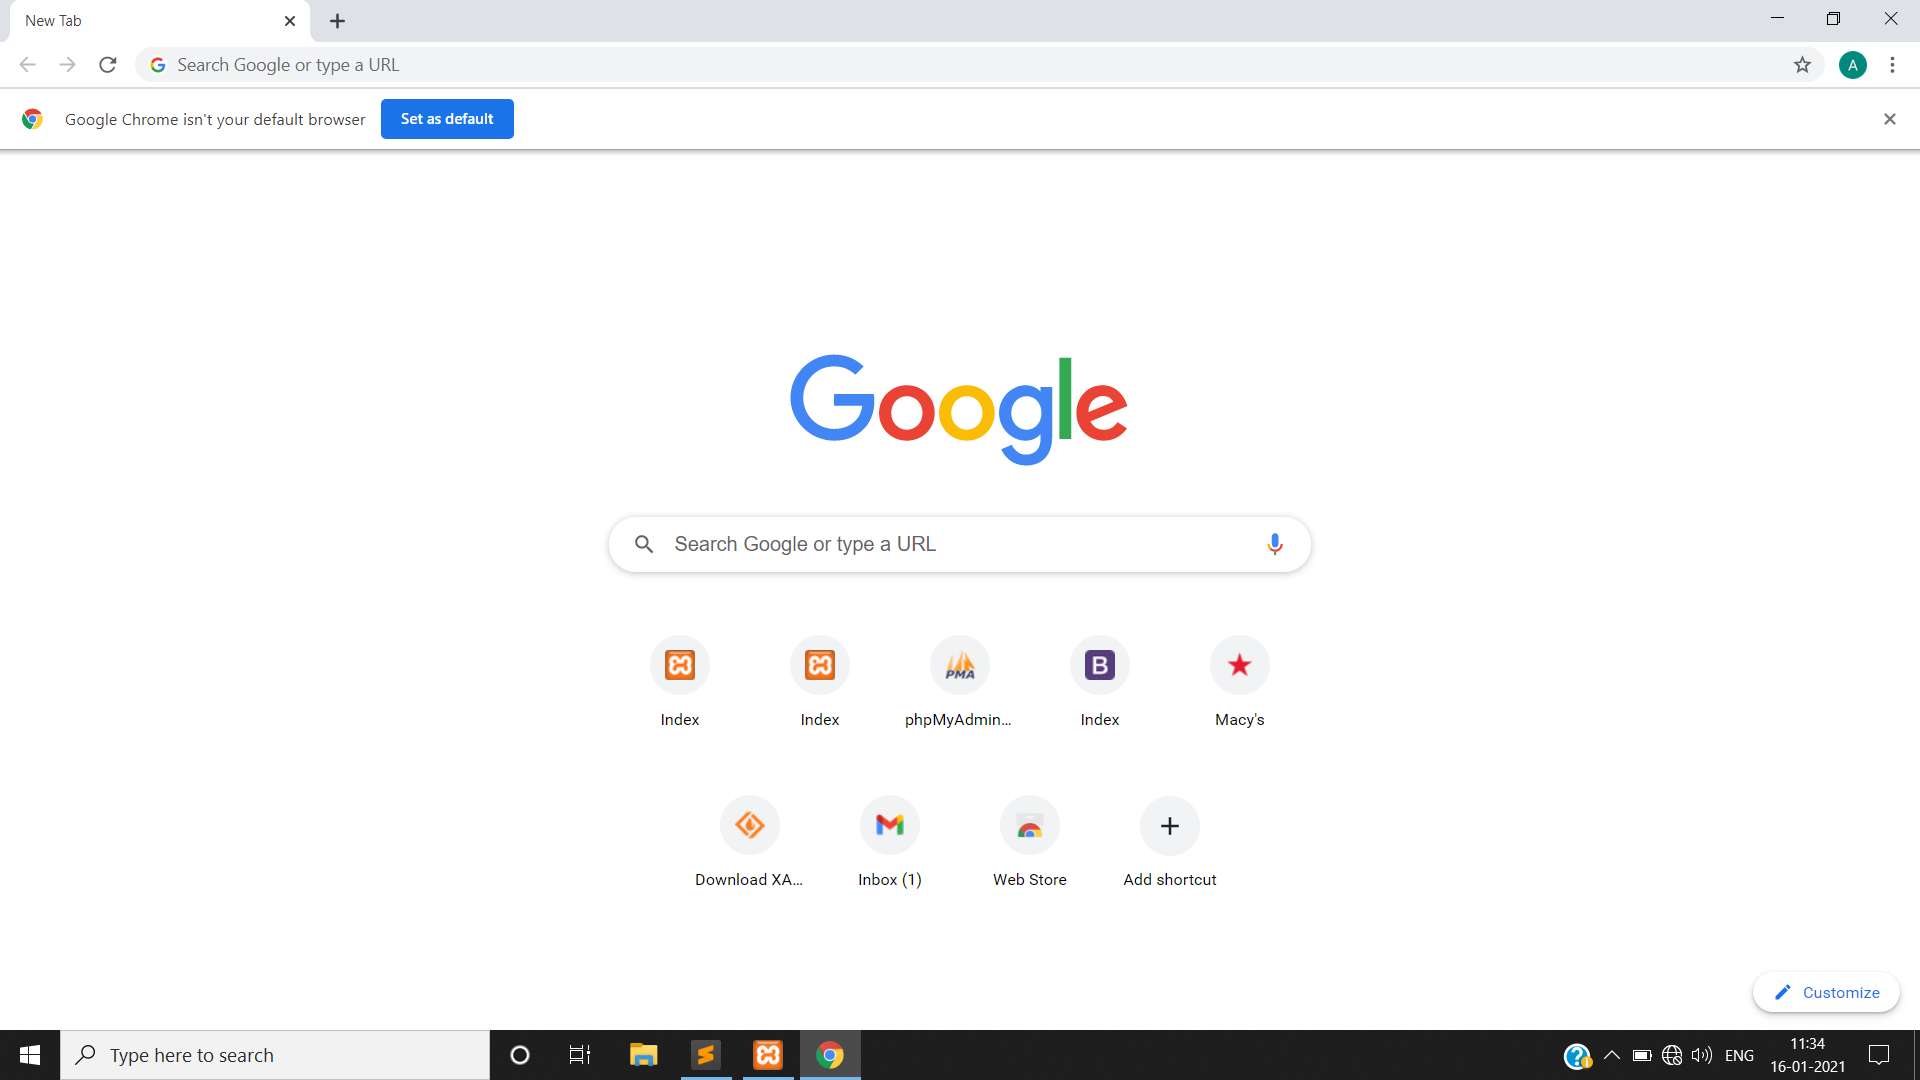 New Tab
Search Google or type a URL
A
Google Chrome isn't your default browser
Set as default
Google
Search Google or type a URL
PMA
B
Index
Index
phpMyAdmin...
Index
Macy's
Download XA...
Inbox (1)
Web Store
Add shortcut
Customize
Type here to search
ENG
11:34
16-01-2021